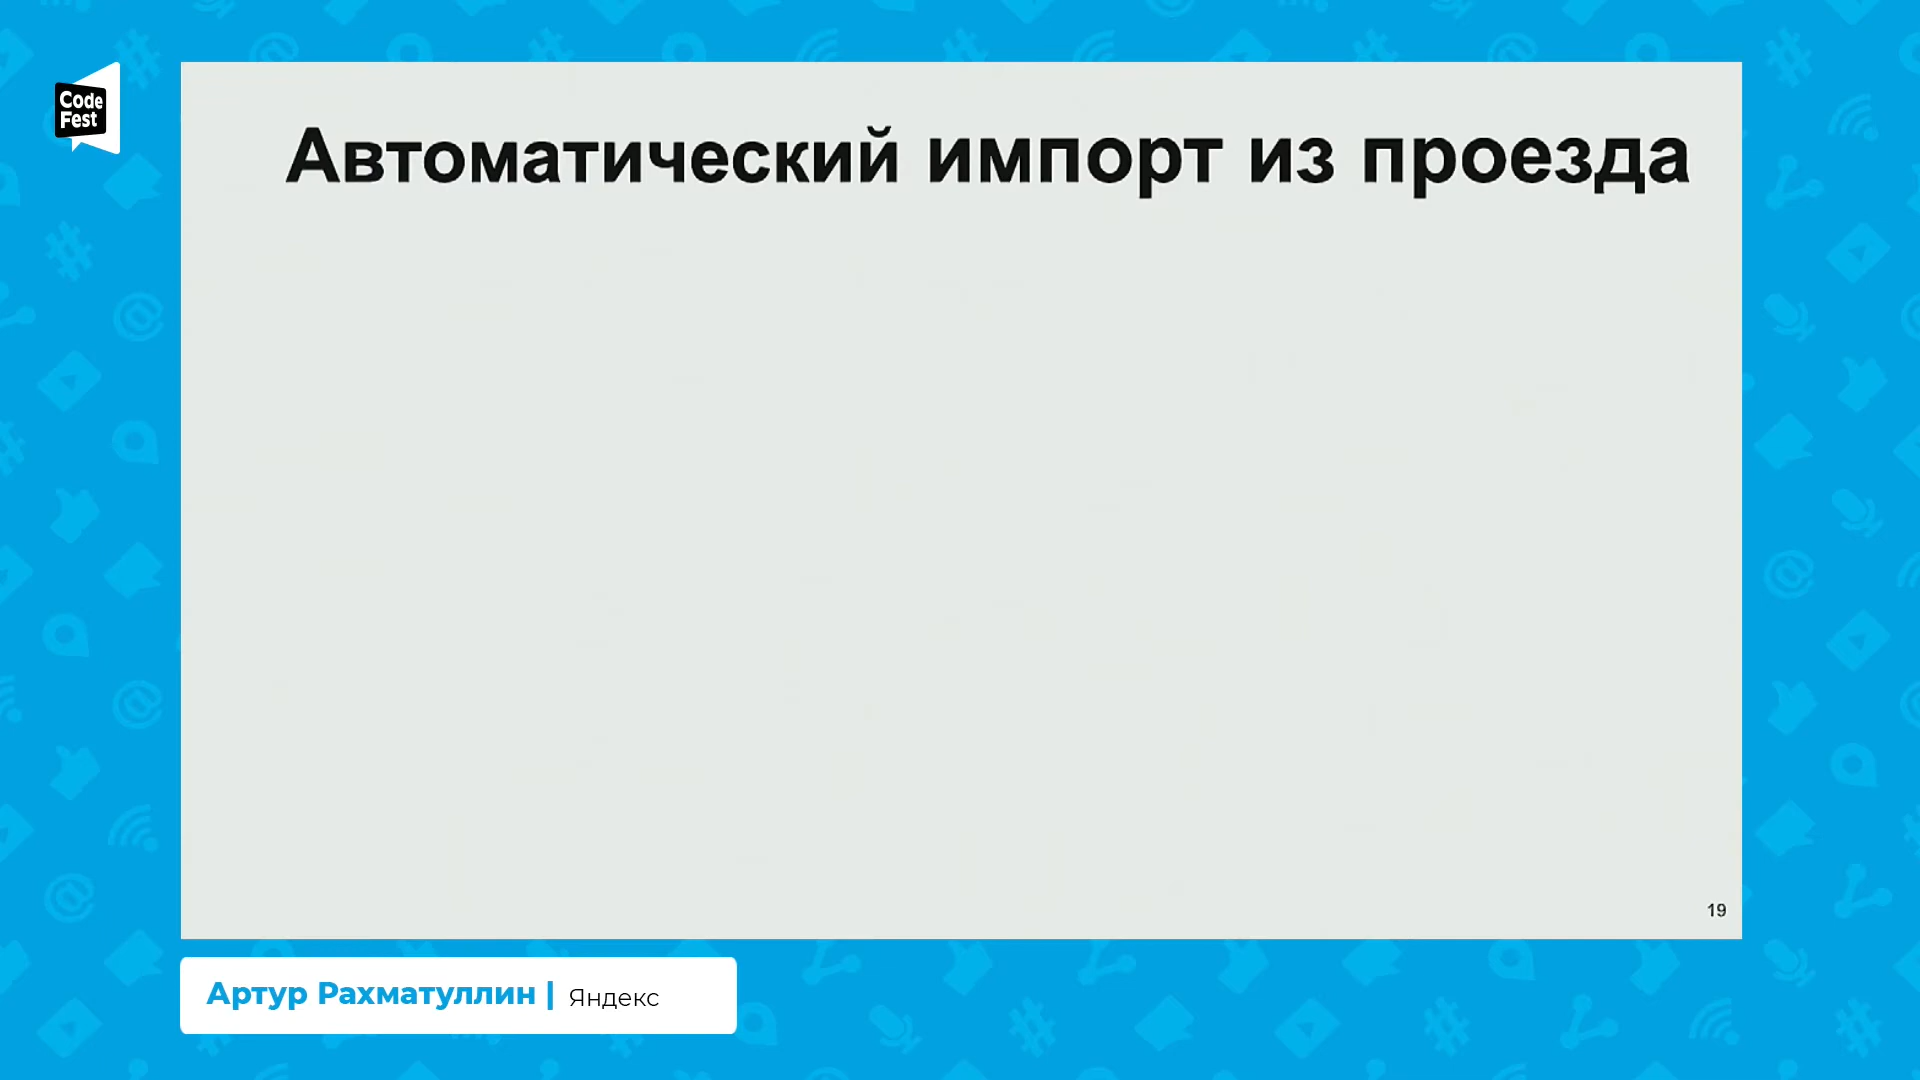 Code
Fest
Автоматический импорт из проезда
19
Артур Рахматуллин | Яндекс